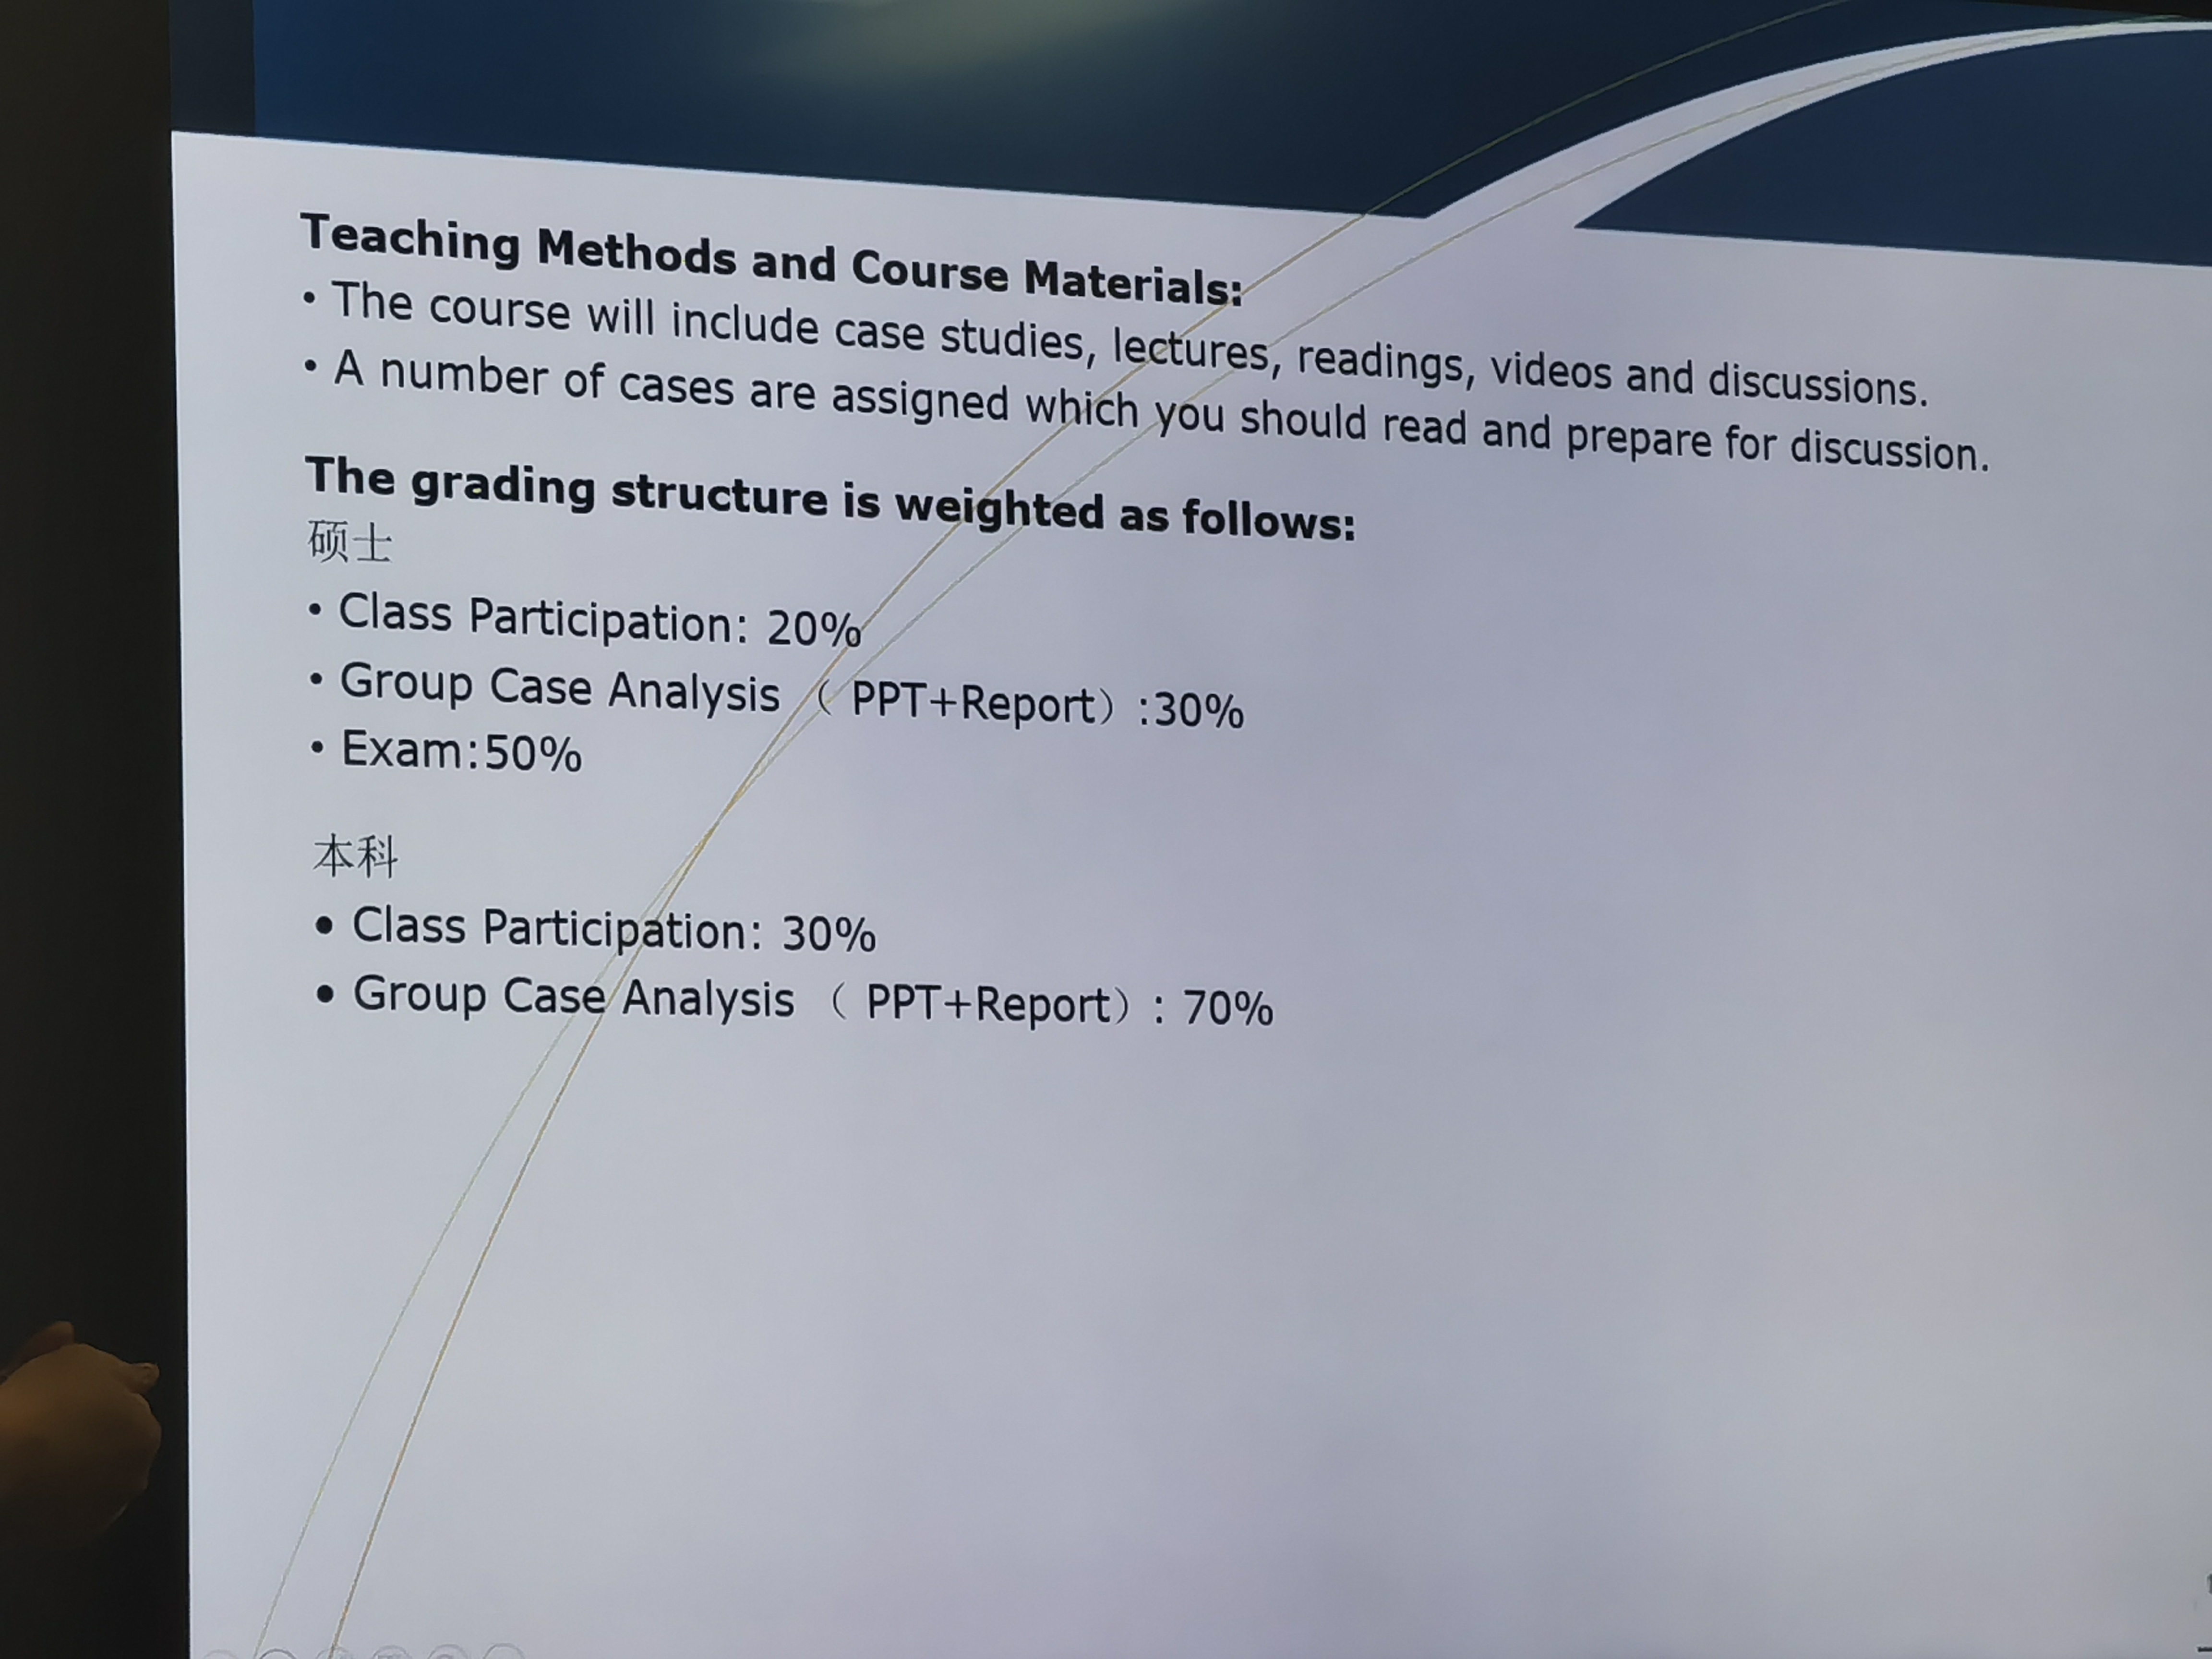 Teaching Methods and Course Materials:
• The course will include case studies, lectures, readings, videos and discussions.
• A number of cases are assigned which you should read and prepare for discussion.
The grading structure is weighted as follows:
硕士
• Class Participation: 20%
• Group Case Analysis （ PPT+Report）:30%
• Exam:50%
本科
• Class Participation: 30%
• Group Case Analysis （ PPT+Report）: 70%